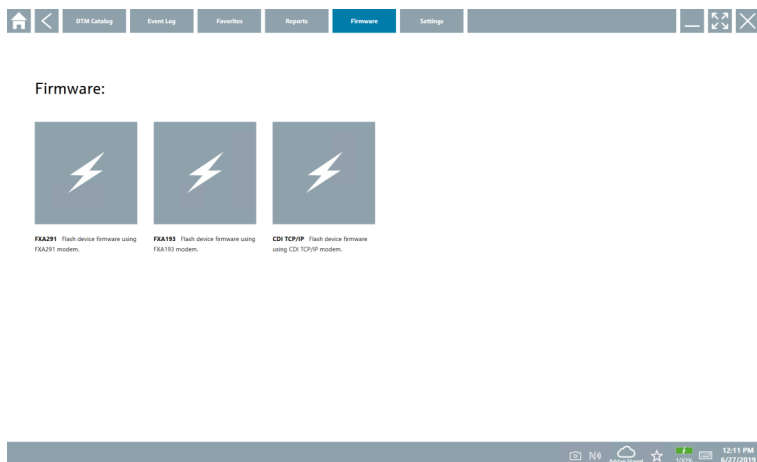 DTM Catalog
Event Log
Favorites
Reports
Firmware
Settings
Firmware:
FXA291 Flash device firmware using
FXA291 modem.
FXA193 Flash device firmware using
FXA193 modem.
CDI TCP/IP Flash device firmware
using CDI TCP/IP modem.
100%
12:11 PM
6/27/2019